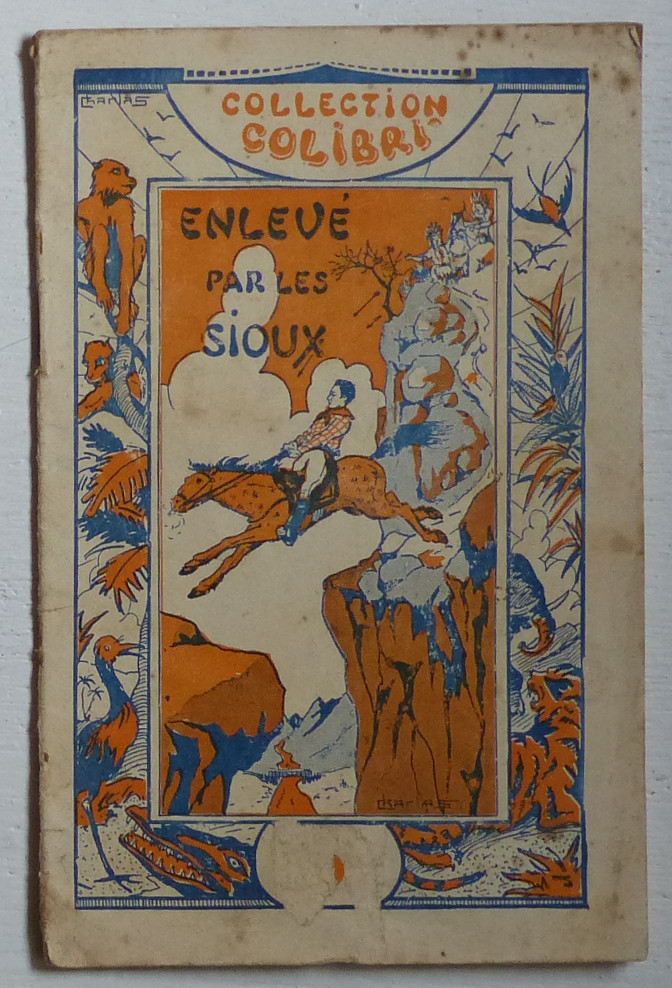 COLLECTION
COLIBRI
ENLEVÉ
PAR LES
SIOUX